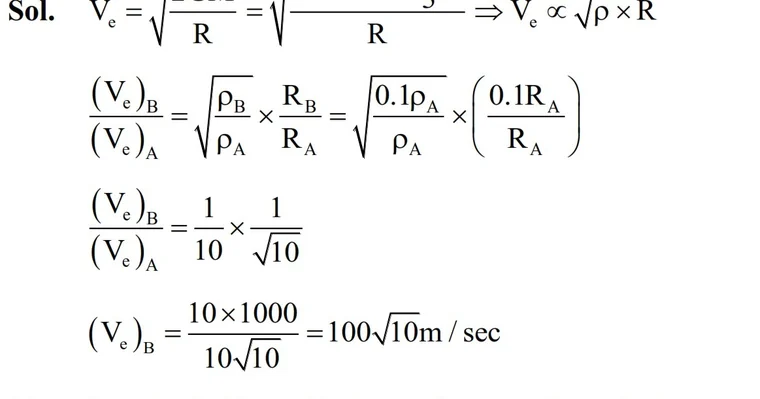 Sol. Vₑ = √ / R = √ / R ⇒ Vₑ ∝ √ρ × R
(Vₑ)_B / (Vₑ)_A = √(ρ_B / ρ_A) × R_B / R_A = √(0.1ρ_A / ρ_A) × (0.1R_A / R_A)
(Vₑ)_B / (Vₑ)_A = 1/10 × 1/√10
(Vₑ)_B = 10×1000 / 10√10 = 100√10 m / sec